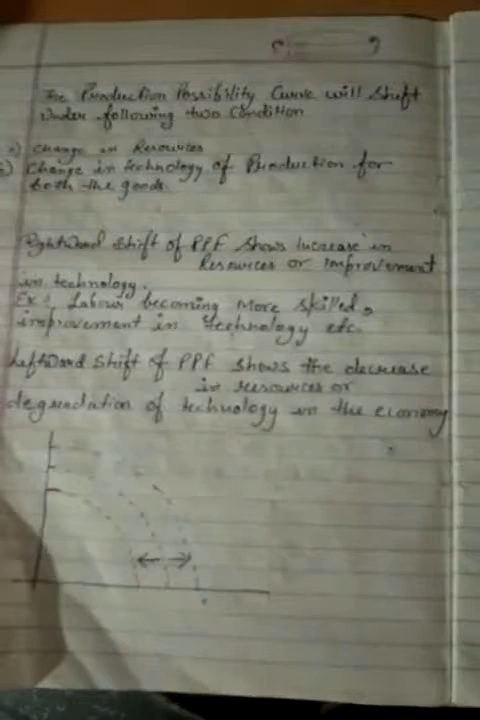 The Production Possibility Curve will shift
under following two Condition
Change in Resources
Change in technology of Production for
both the goods.
Rightward shift of PPF shows increase in
Resources or improvement
in technology.
Ex: Labour becoming more skilled,
improvement in technology etc.
Leftward shift of PPF shows the decrease
in resources or
degradation of technology in the economy